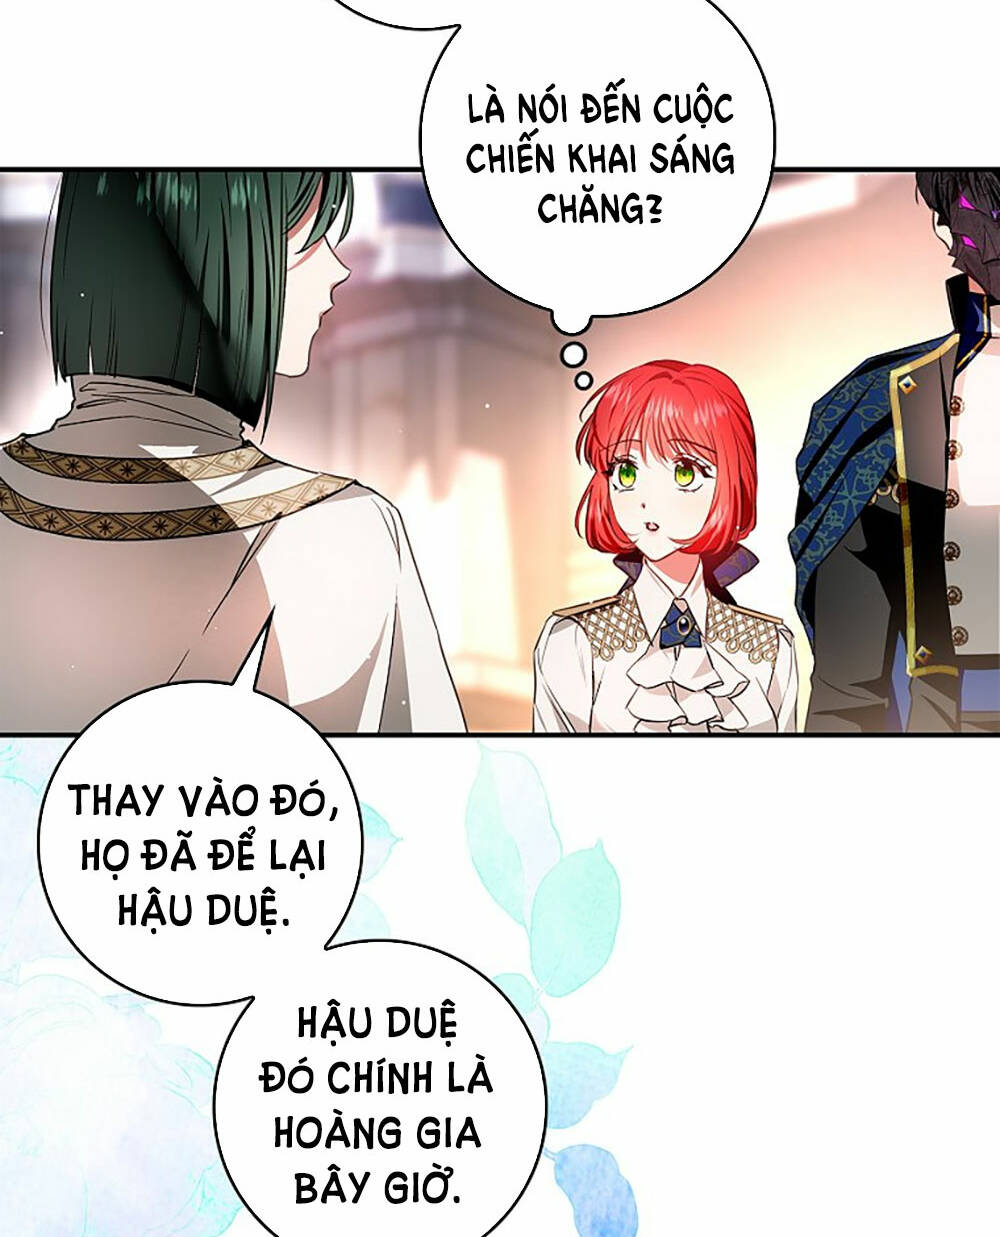 LÀ NÓI ĐẾN CUỘC
CHIẾN KHAI SÁNG
CHĂNG?
THAY VÀO ĐÓ,
HỌ ĐÃ ĐỂ LẠI
HẬU DUỆ.
HẬU DUỆ
ĐÓ CHÍNH LÀ
HOÀNG GIA
BÂY GIỜ.